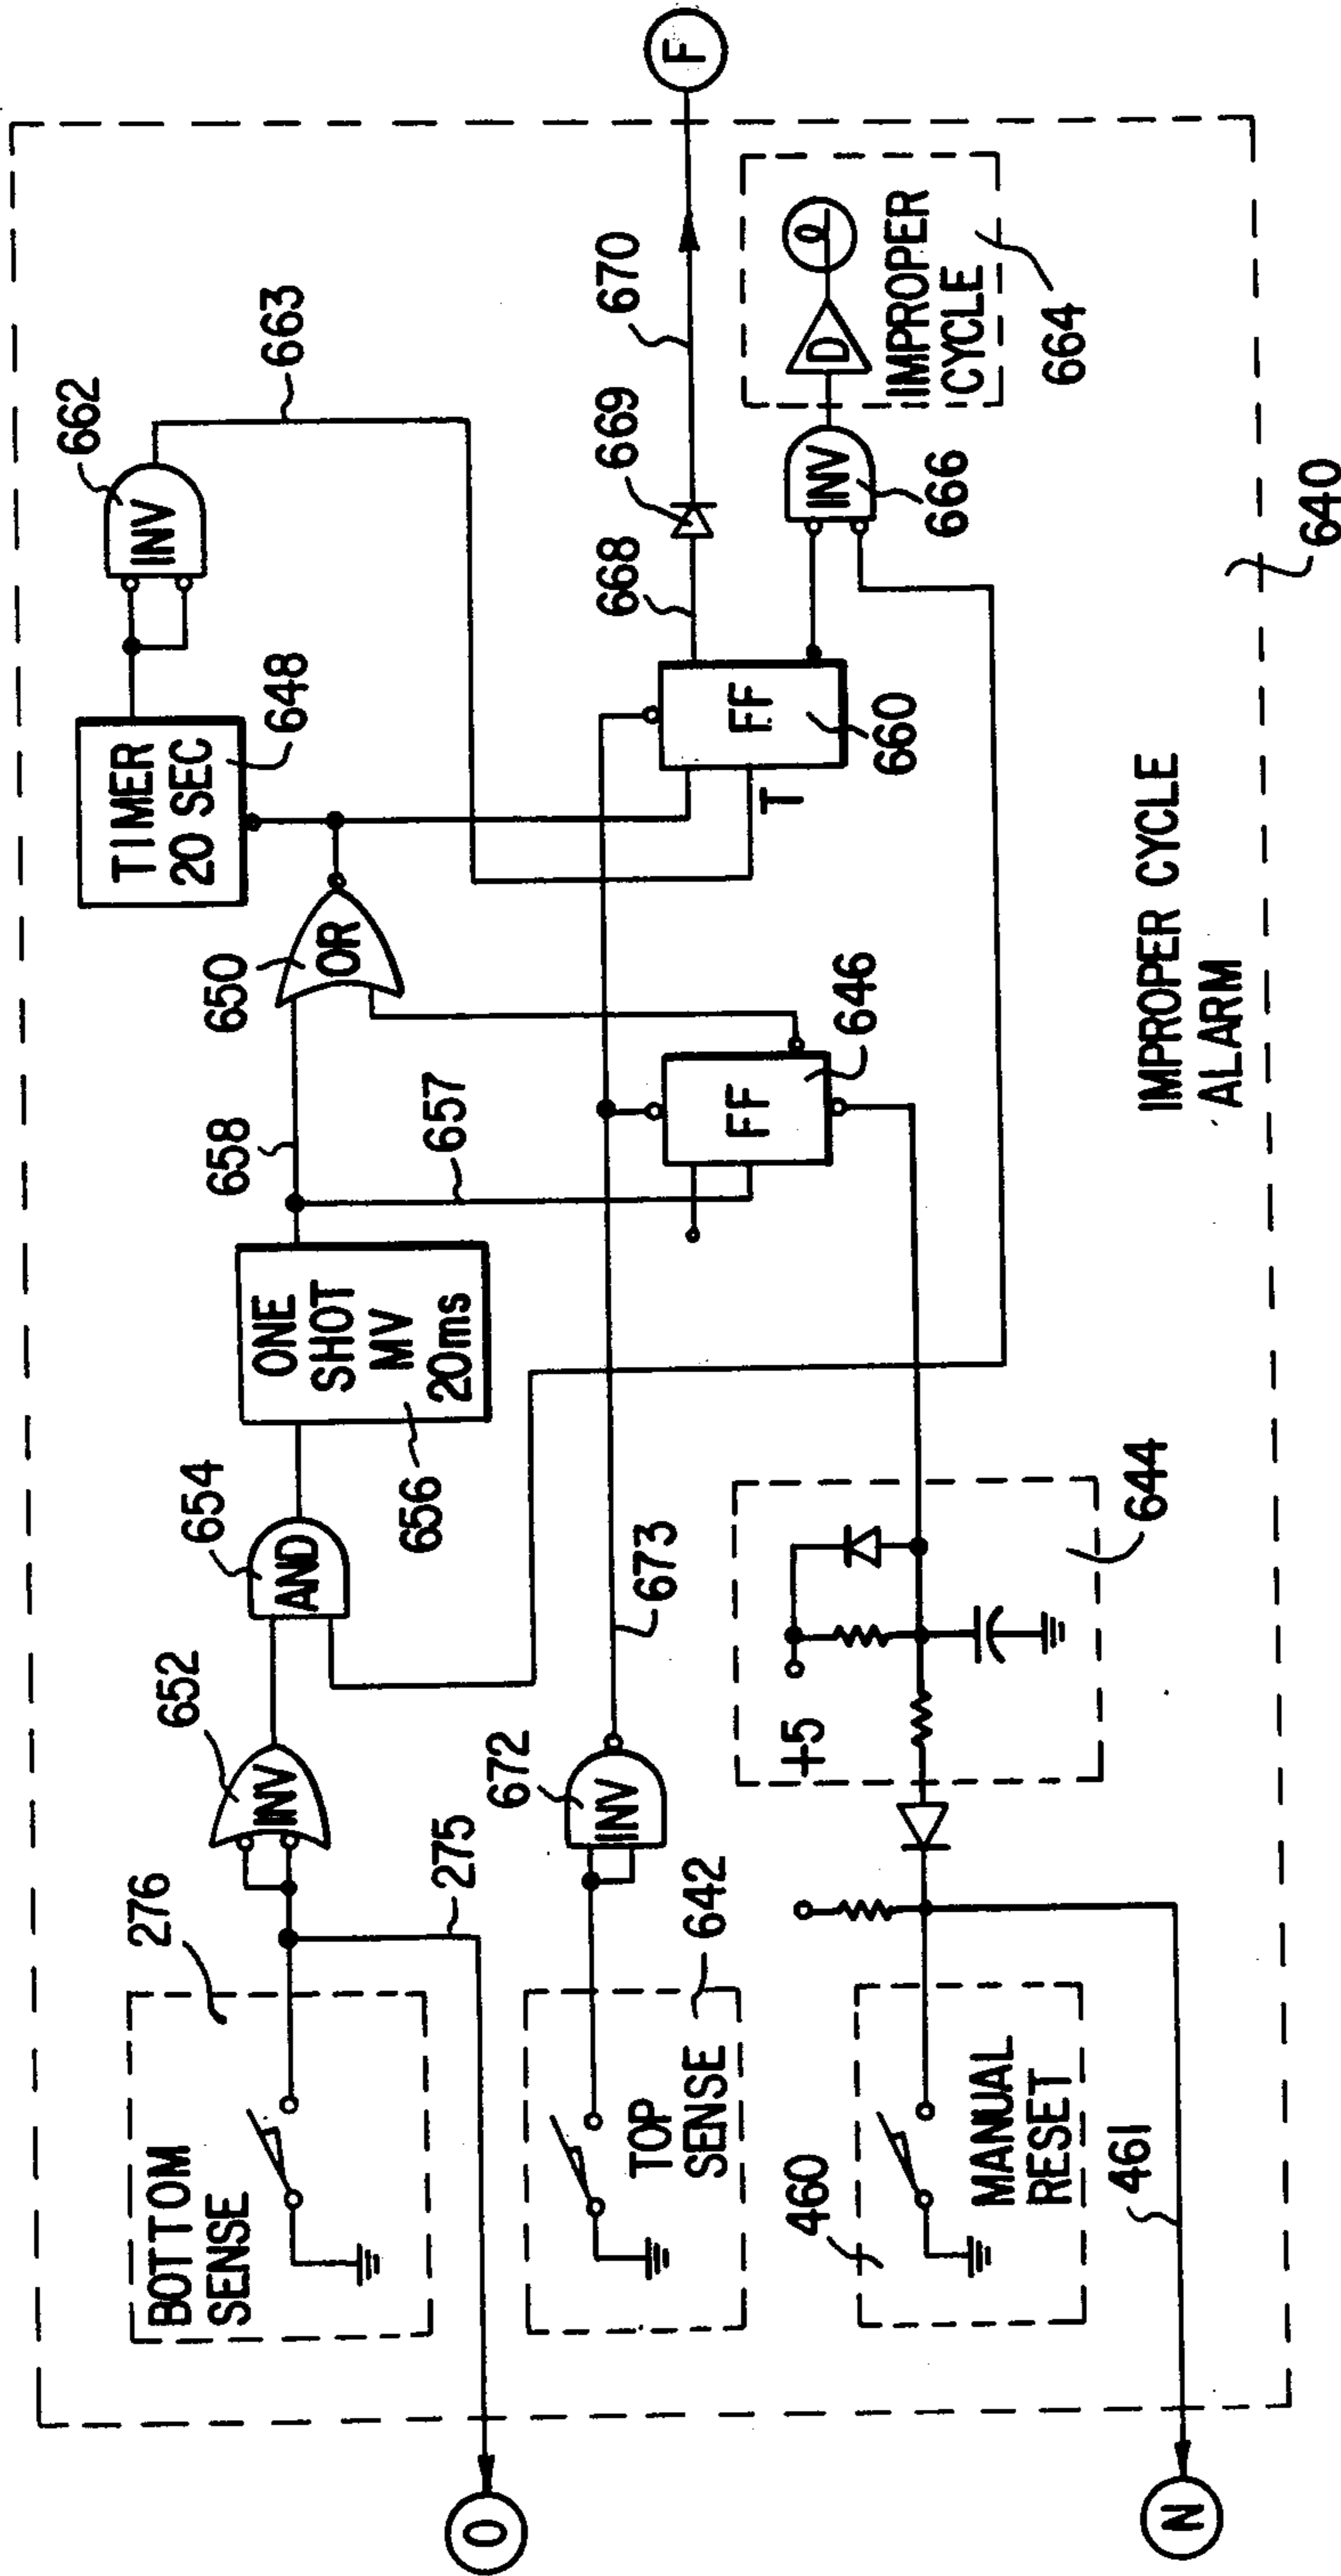 BOTTOM
SENSE
276
652
INV
654
AND
ONE
SHOT
MV
20ms
656
658
657
650
OR
TIMER
20 SEC
648
662
INV
663
275
O
TOP
SENSE
642
672
INV
673
FF
646
FF
660
T
668
669
670
F
INV
666
D
ℓ
IMPROPER
CYCLE
664
460
MANUAL
RESET
461
N
+5
644
IMPROPER CYCLE
ALARM
640